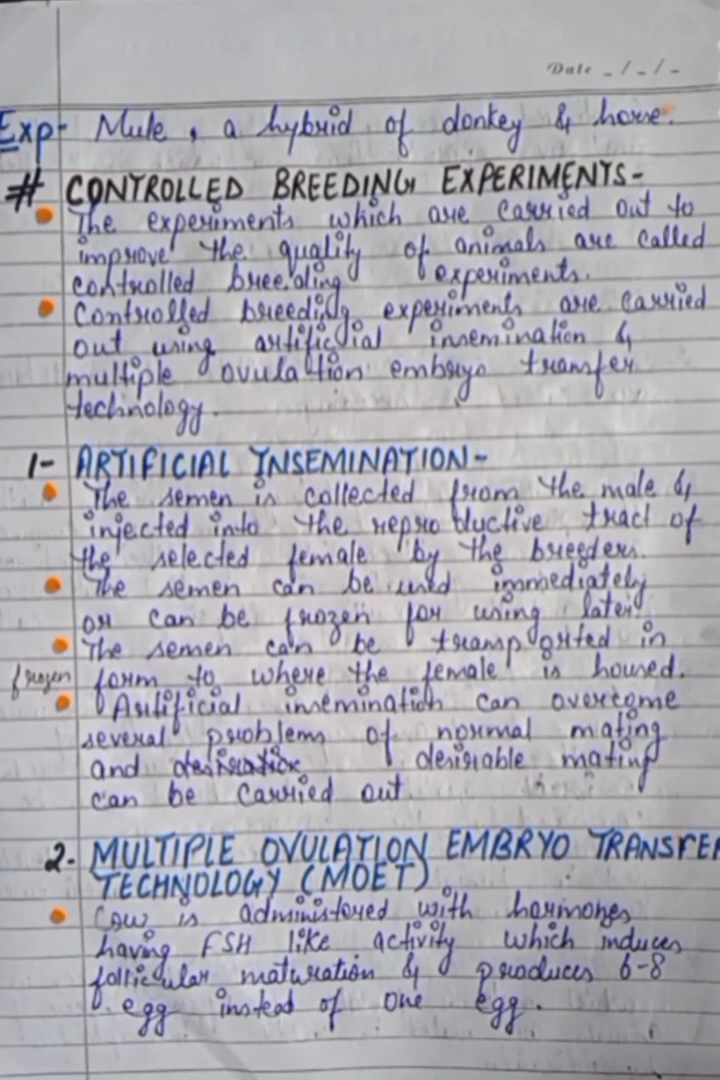 Date _ / _ / _
Exp- Mule, a hybrid of donkey & horse.
# CONTROLLED BREEDING EXPERIMENTS-
The experiments which are carried out to
improve the quality of animals are called
controlled breeding experiments.
Controlled breeding experiments are carried
out using artificial insemination &
multiple ovulation embryo transfer
technology.
1- ARTIFICIAL INSEMINATION-
The semen is collected from the male &
injected into the reproductive tract of
the selected female by the breeders.
The semen can be used immediately
or can be frozen for using later.
The semen can be transported in
frozen form to where the female is housed.
Artificial insemination can overcome
several problems of normal mating
and desirable mating
can be carried out.
2- MULTIPLE OVULATION EMBRYO TRANSFER
TECHNOLOGY (MOET)
Cow is administered with hormones
having FSH like activity which induces
follicular maturation & produces 6-8
egg instead of one egg.